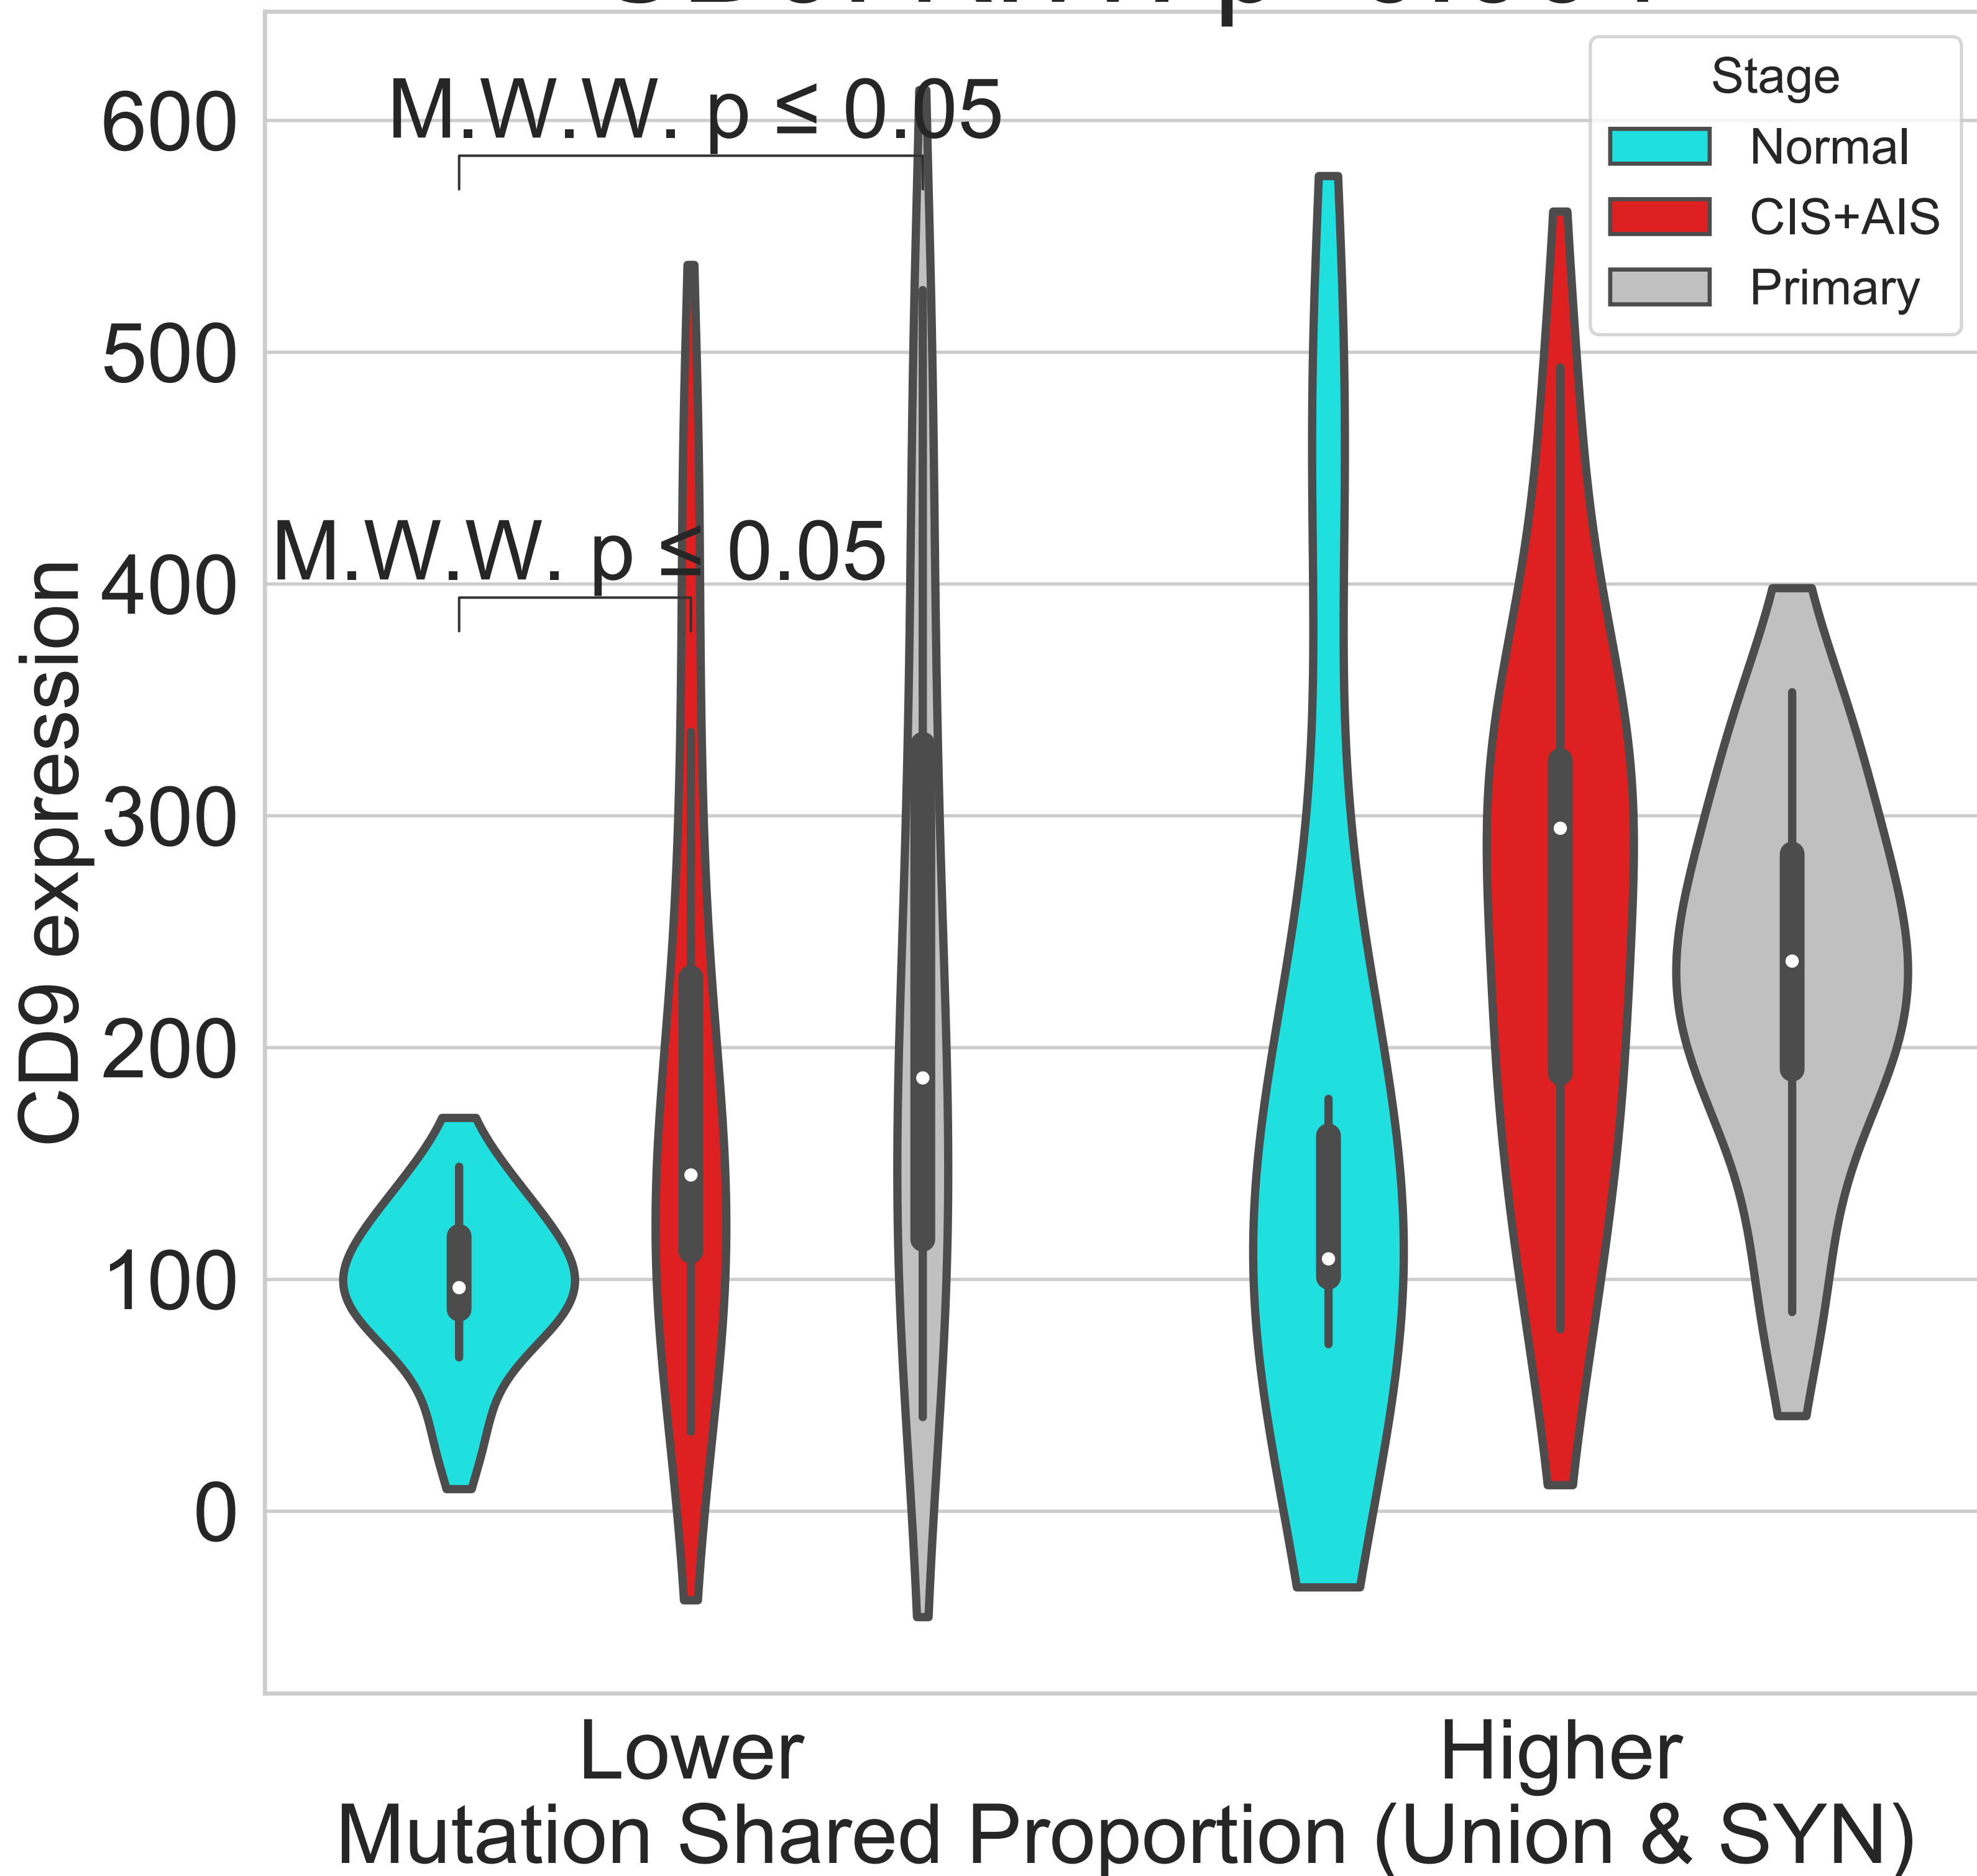 Stage
Normal
CIS+AIS
Primary
M.W.W. p ≤ 0.05
M.W.W. p ≤ 0.05
CD9 expression
600
500
400
300
200
100
0
Lower
Higher
Mutation Shared Proportion (Union & SYN)